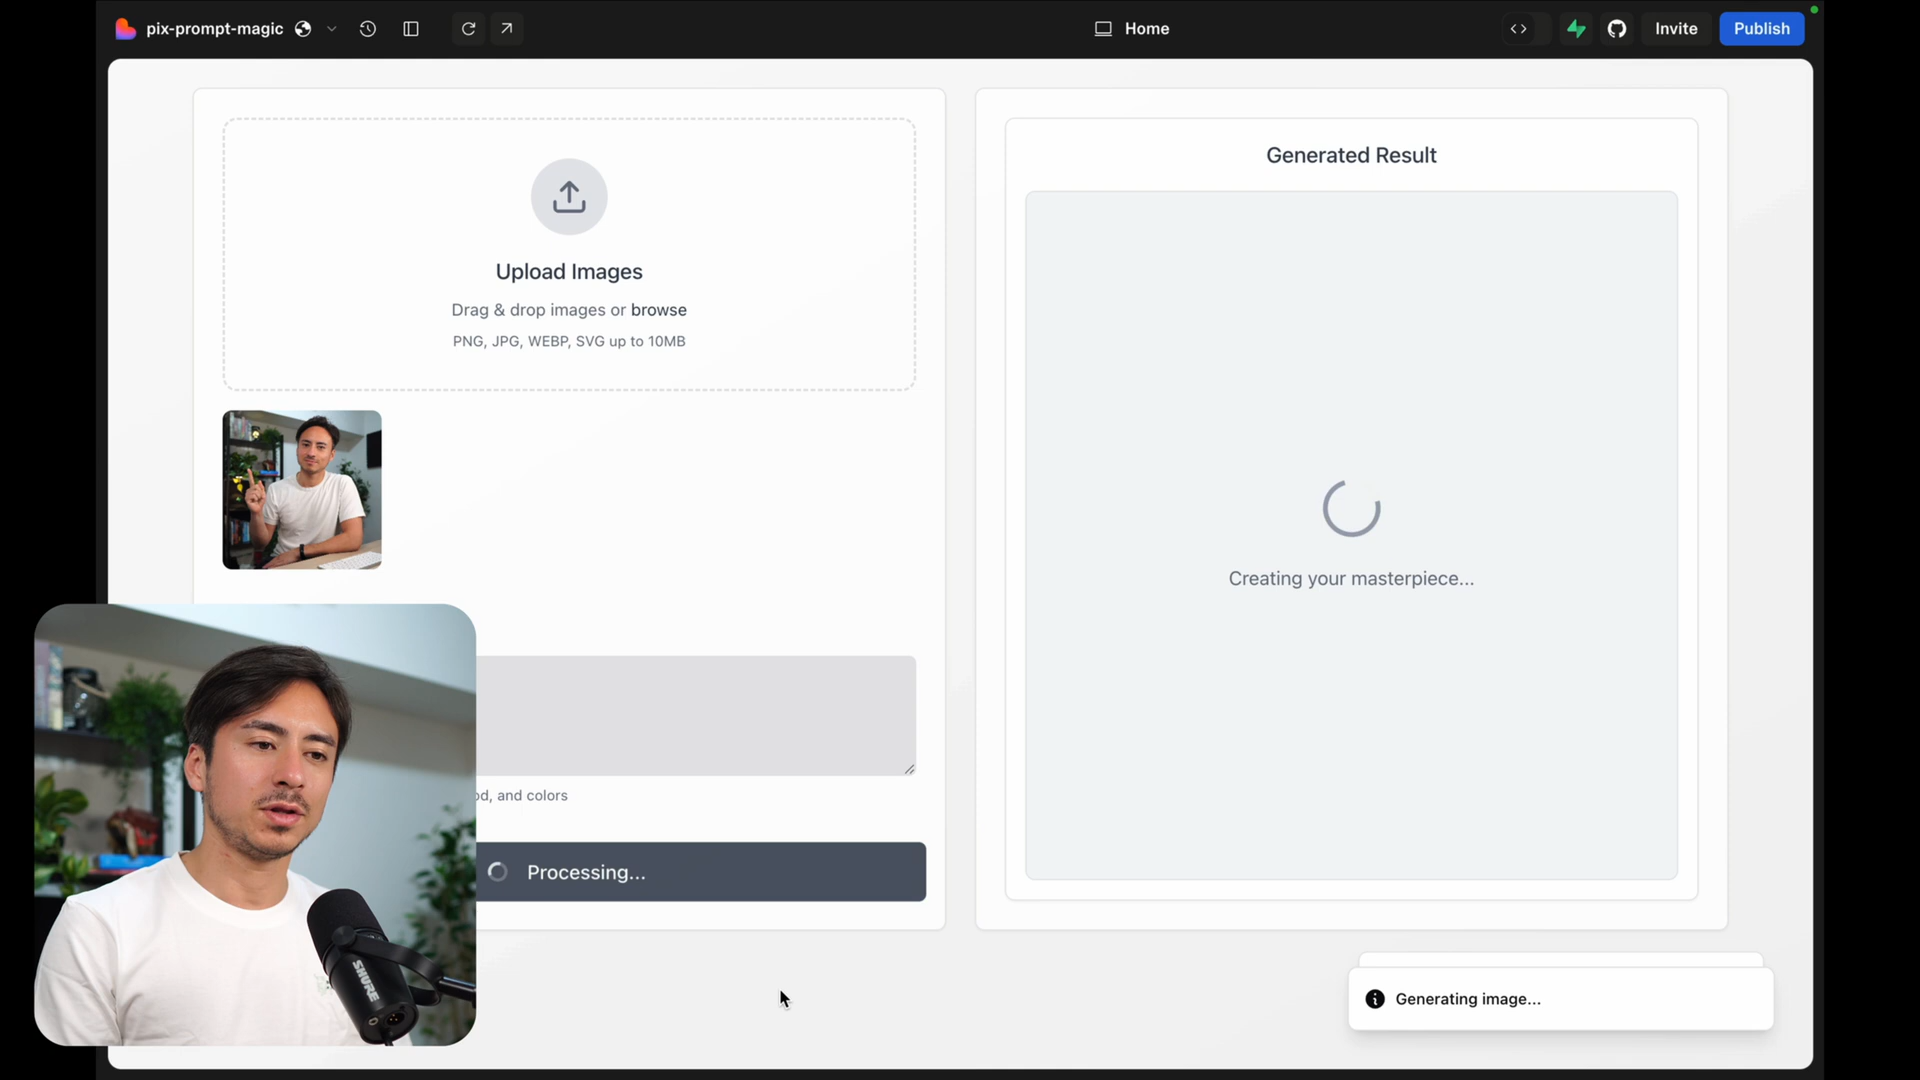 pix-prompt-magic
Home
Invite
Publish
Upload Images
Drag & drop images or browse
PNG, JPG, WEBP, SVG up to 10MB
Generated Result
Creating your masterpiece...
and colors
Processing...
SHURE
Generating image...